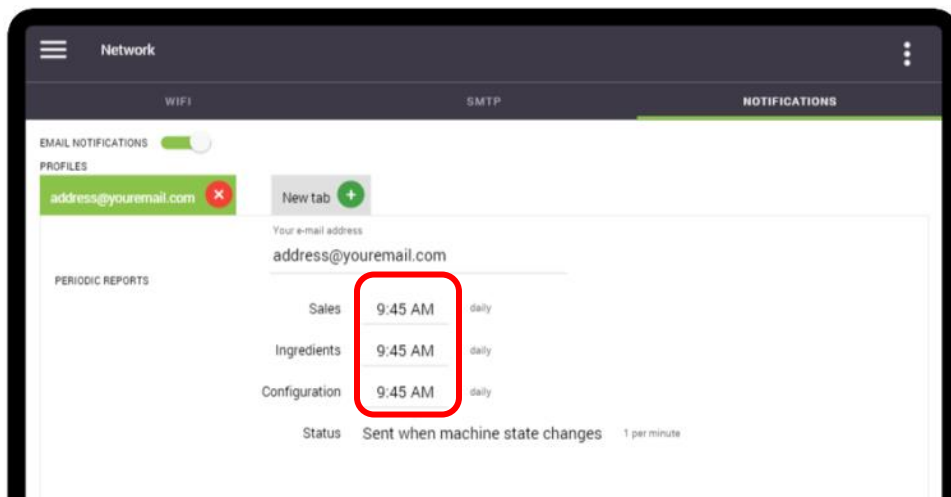 Network
WIFI SMTP NOTIFICATIONS
EMAIL NOTIFICATIONS
PROFILES
address@youremail.com New tab
Your e-mail address
address@youremail.com
PERIODIC REPORTS
Sales 9:45 AM daily
Ingredients 9:45 AM daily
Configuration 9:45 AM daily
Status Sent when machine state changes 1 per minute